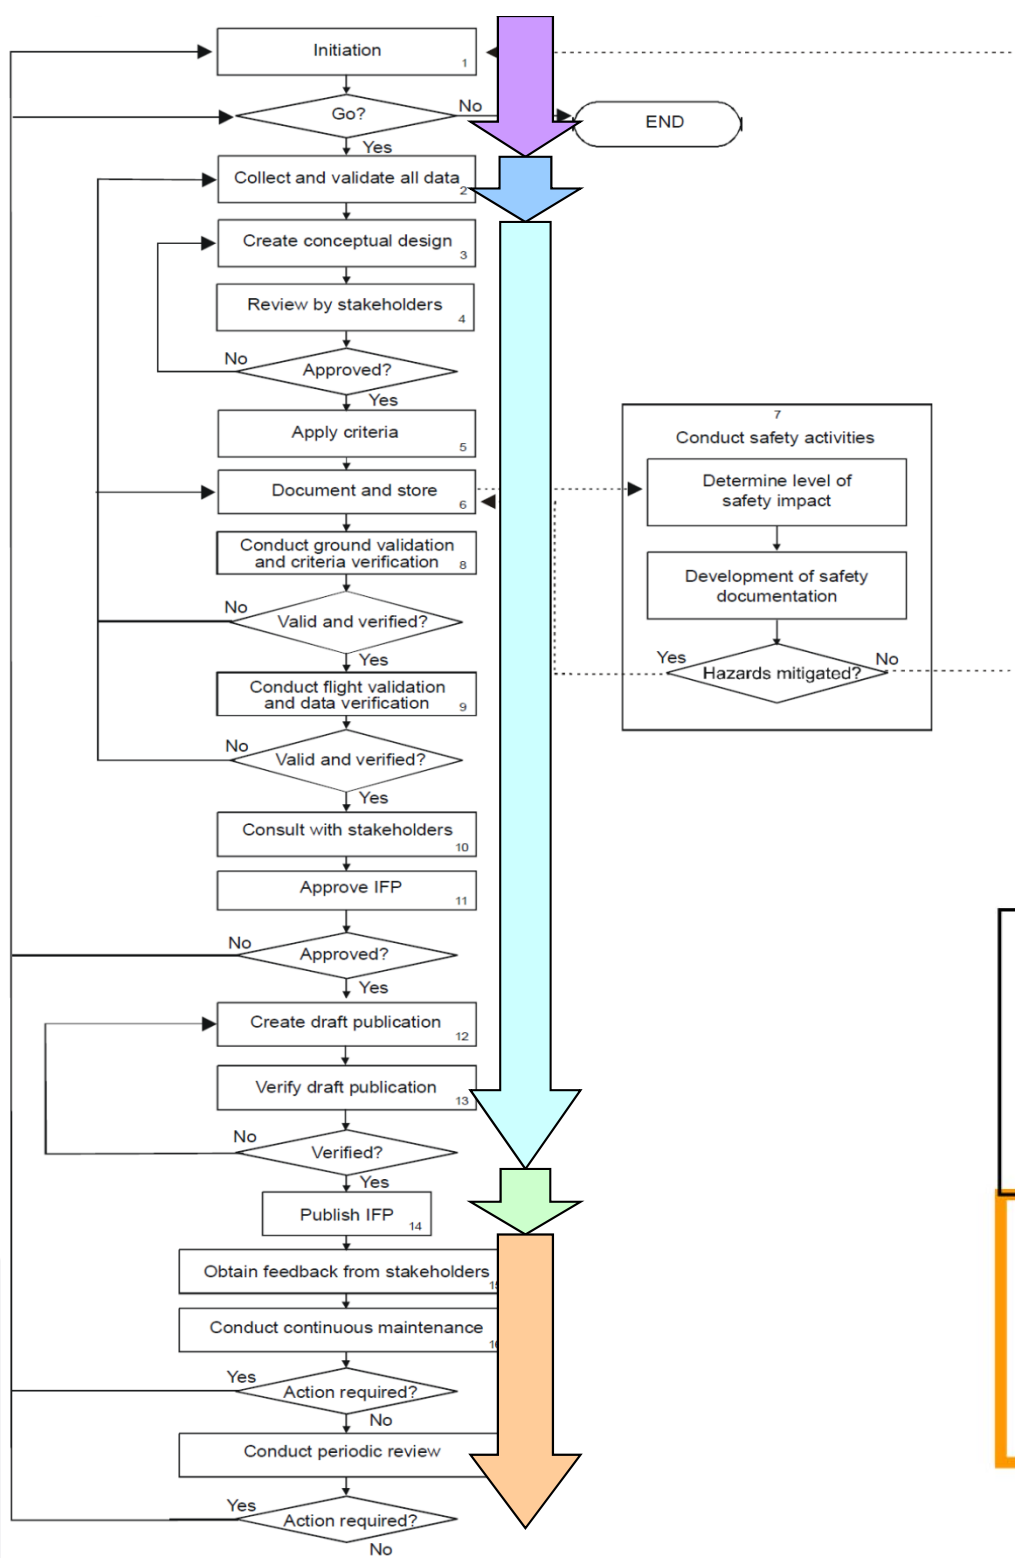 Initiation
1
Go?
No
END
Yes
Collect and validate all data
2
Create conceptual design
3
Review by stakeholders
4
No
Approved?
Yes
Apply criteria
5
Document and store
6
7
Conduct safety activities
Determine level of
safety impact
Development of safety
documentation
Yes
Hazards mitigated?
No
Conduct ground validation
and criteria verification
8
No
Valid and verified?
Yes
Conduct flight validation
and data verification
9
No
Valid and verified?
Yes
Consult with stakeholders
10
Approve IFP
11
No
Approved?
Yes
Create draft publication
12
Verify draft publication
13
No
Verified?
Yes
Publish IFP
14
Obtain feedback from stakeholders
Conduct continuous maintenance
Yes
Action required?
No
Conduct periodic review
Yes
Action required?
No